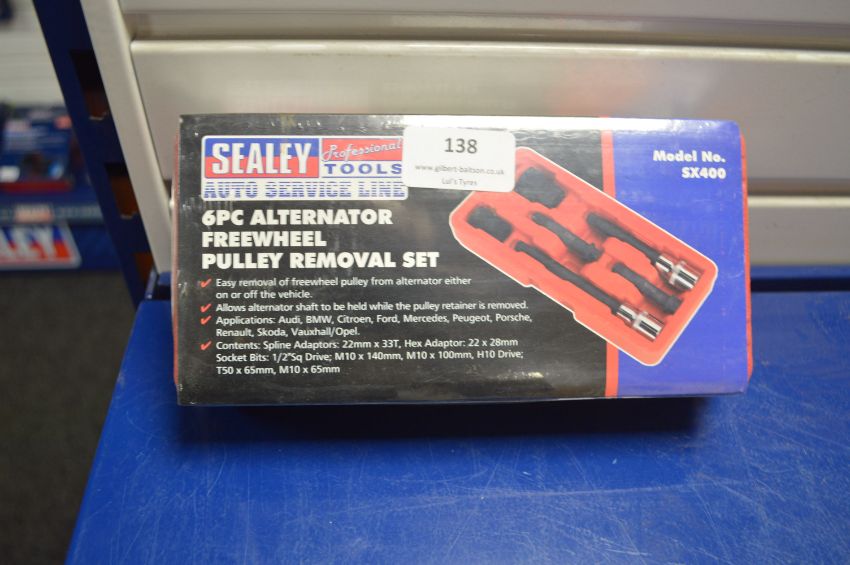 SEALEY
Professional
TOOLS
AUTO SERVICE LINE
138
www.gilbert-baitson.co.uk
Lui's Tyres
Model No.
SX400
6PC ALTERNATOR
FREEWHEEL
PULLEY REMOVAL SET
✔ Easy removal of freewheel pulley from alternator either
on or off the vehicle.
✔ Allows alternator shaft to be held while the pulley retainer is removed.
✔ Applications: Audi, BMW, Citroen, Ford, Mercedes, Peugeot, Porsche,
Renault, Skoda, Vauxhall/Opel.
✔ Contents: Spline Adaptors: 22mm x 33T, Hex Adaptor: 22 x 28mm
Socket Bits: 1/2"Sq Drive; M10 x 140mm, M10 x 100mm, H10 Drive;
T50 x 65mm, M10 x 65mm